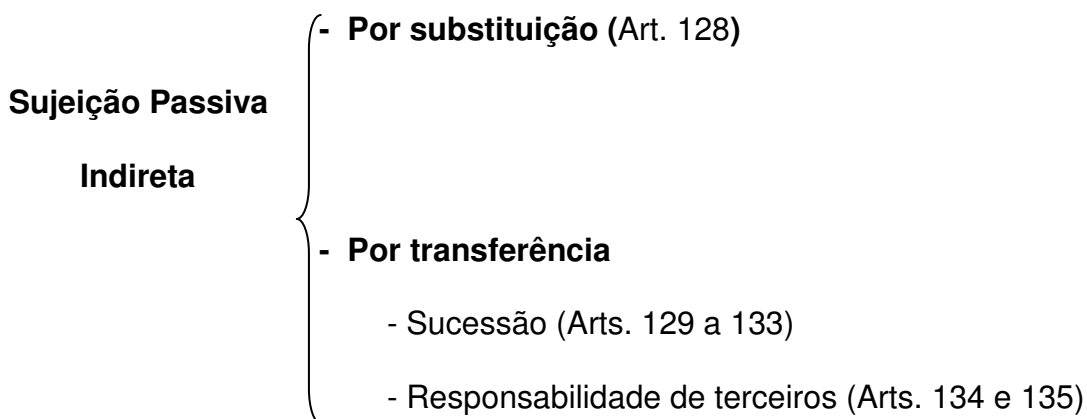 - Por substituição (Art. 128)
Sujeição Passiva
Indireta
- Por transferência
- Sucessão (Arts. 129 a 133)
- Responsabilidade de terceiros (Arts. 134 e 135)